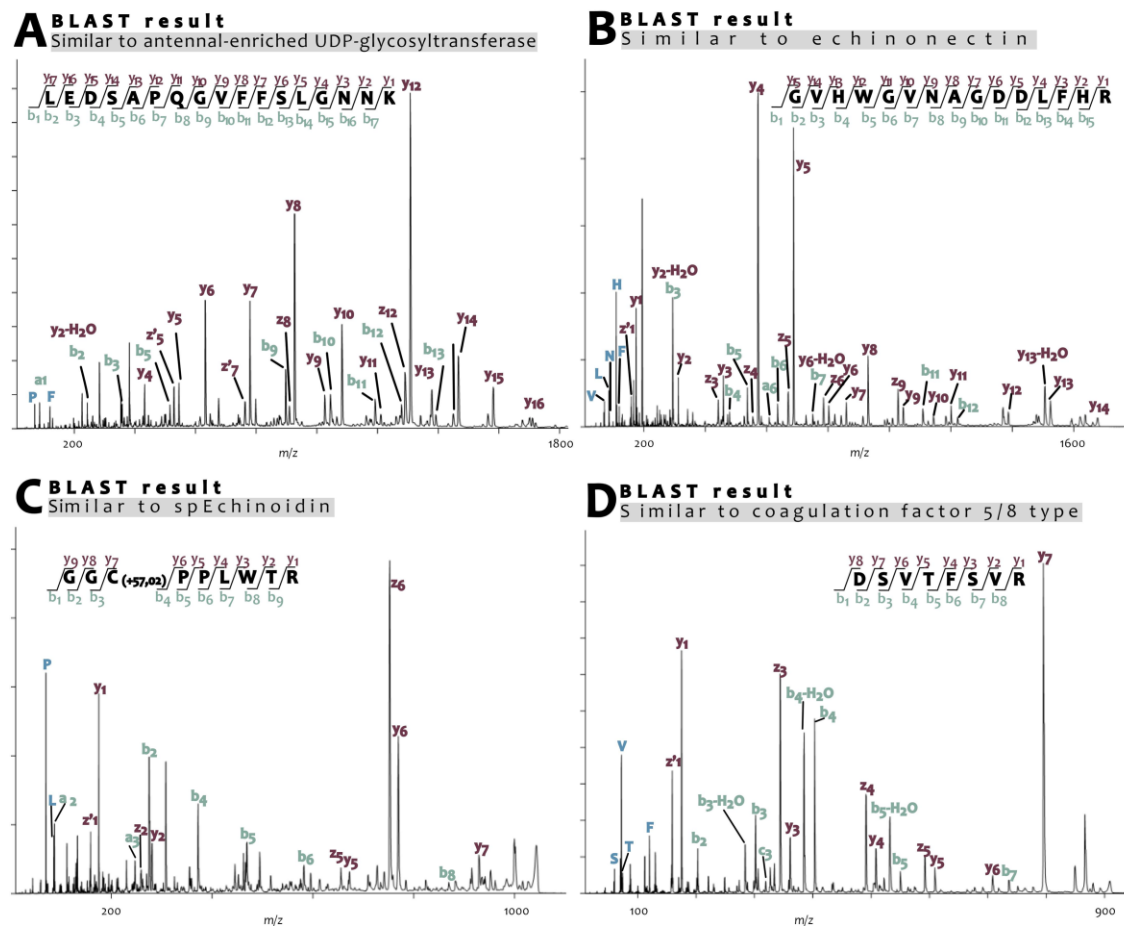 A BLAST result
Similar to antennal-enriched UDP-glycosyltransferase
y17 y16 y15 y14 y13 y12 y11 y10 y9 y8 y7 y6 y5 y4 y3 y2 y1
LEDSAPQGVFFSLGNNK
b1 b2 b3 b4 b5 b6 b7 b8 b9 b10 b11 b12 b13 b14 b15 b16 b17
y12
y8
y6 y7
y10
z12
z8
b12
y14
y5
z'5
b10
y2-H2O
b5
b9
b13
b2
b3
y4
z'7
y9
y11
y13
y15
a1
P F
b11
y16
200 1800
m/z
B BLAST result
Similar to echinonectin
y15 y14 y13 y12 y11 y10 y9 y8 y7 y6 y5 y4 y3 y2 y1
GVHWGVNAGDDLFHR
b1 b2 b3 b4 b5 b6 b7 b8 b9 b10 b11 b12 b13 b14 b15
y4
y5
y2-H2O
H
b3
y1
z'1
N F
L
V
y2
b5
y3
z3
b4
z4
a6
b6
z5
y6-H2O
y6
b7
z6
y7
y8
z9
y9
b11
y10
y11
b12
y12
y13-H2O
y13
y14
200 1600
m/z
C BLAST result
Similar to spEchinoidin
y9 y8 y7 y6 y5 y4 y3 y2 y1
GGC(+57,02)PPLWTR
b1 b2 b3 b4 b5 b6 b7 b8 b9
z6
P
y1
b2
y6
L a2
z'1
a3
z2
y2
b4
b5
b6
z5 y5
b8
y7
200 1000
m/z
D BLAST result
Similar to coagulation factor 5/8 type
y8 y7 y6 y5 y4 y3 y2 y1
DSVTFSVR
b1 b2 b3 b4 b5 b6 b7 b8
y7
y1
z3
b4-H2O
b4
V
z'1
z4
b3-H2O
b3
b5-H2O
F
S T
b2
c3
y3
y4
b5
z5
y5
y6
b7
100 900
m/z